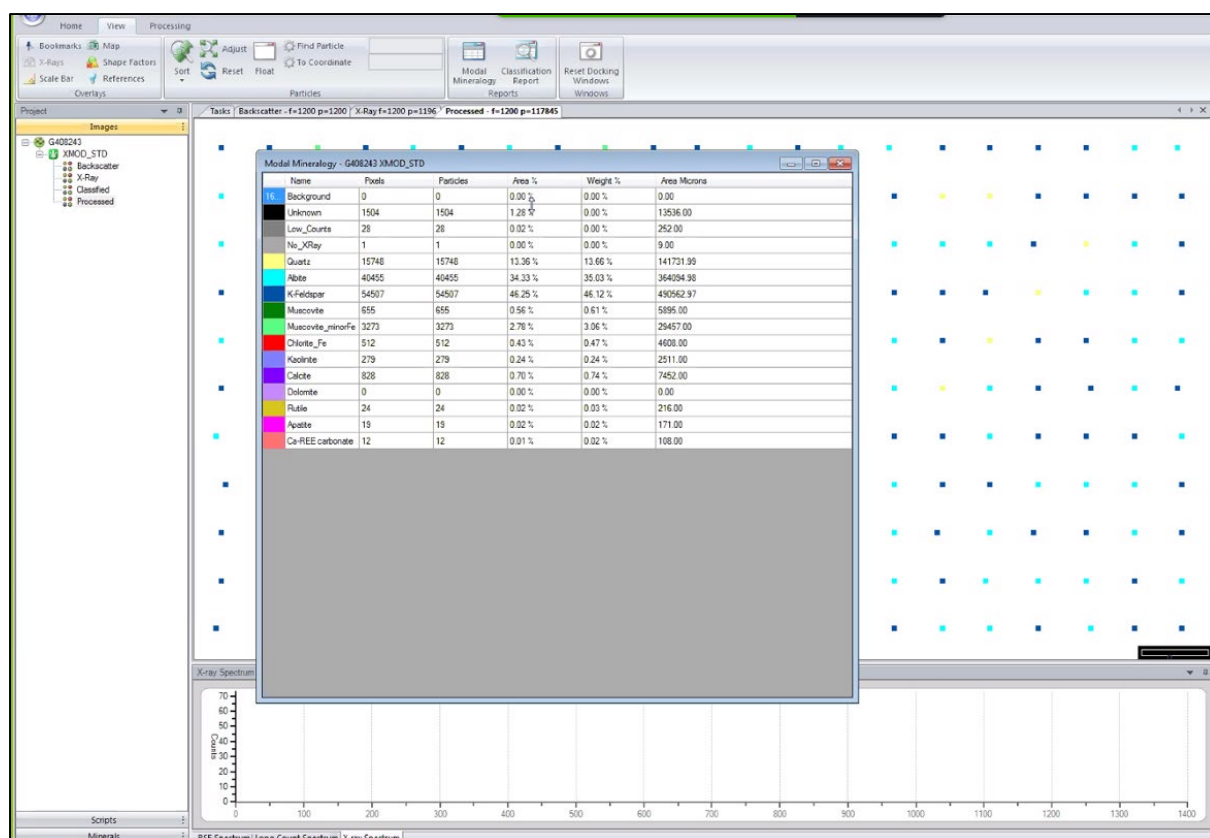 Home View Processing
Bookmarks Map
X-Rays Shape Factors
Scale Bar References
Overlays
Sort
Adjust
Reset
Float
Find Particle
To Coordinate
Particles
Modal Mineralogy
Classification Report
Reports
Reset Docking Windows
Windows
Project
Images
G408243
XMOD_STD
Backscatter
X-Ray
Classified
Processed
Scripts
Minerals
Tasks Backscatter - f=1200 p=1200 X-Ray f=1200 p=1196 Processed - f=1200 p=117845
Modal Mineralogy - G408243 XMOD_STD
Name Pixels Particles Area % Weight % Area Microns
16... Background 0 0 0.00 % 0.00 % 0.00
Unknown 1504 1504 1.28 % 0.00 % 13536.00
Low_Counts 28 28 0.02 % 0.00 % 252.00
No_XRay 1 1 0.00 % 0.00 % 9.00
Quartz 15748 15748 13.36 % 13.66 % 141731.99
Albite 40455 40455 34.33 % 35.03 % 364094.98
K-Feldspar 54507 54507 46.25 % 46.12 % 490562.97
Muscovite 655 655 0.56 % 0.61 % 5895.00
Muscovite_minorFe 3273 3273 2.78 % 3.06 % 29457.00
Chlorite_Fe 512 512 0.43 % 0.47 % 4608.00
Kaolinite 279 279 0.24 % 0.24 % 2511.00
Calcite 828 828 0.70 % 0.74 % 7452.00
Dolomite 0 0 0.00 % 0.00 % 0.00
Rutile 24 24 0.02 % 0.03 % 216.00
Apatite 19 19 0.02 % 0.02 % 171.00
Ca-REE carbonate 12 12 0.01 % 0.02 % 108.00
X-ray Spectrum
Counts
70
60
50
40
30
20
10
0
0 100 200 300 400 500 600 700 800 900 1000 1100 1200 1300 1400
BSE Spectrum Long Count Spectrum X-ray Spectrum